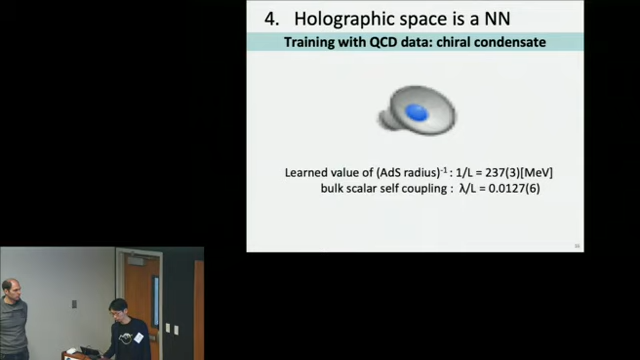 4. Holographic space is a NN
Training with QCD data: chiral condensate
Learned value of (AdS radius)⁻¹ : 1/L = 237(3)[MeV]
bulk scalar self coupling : λ/L = 0.0127(6)